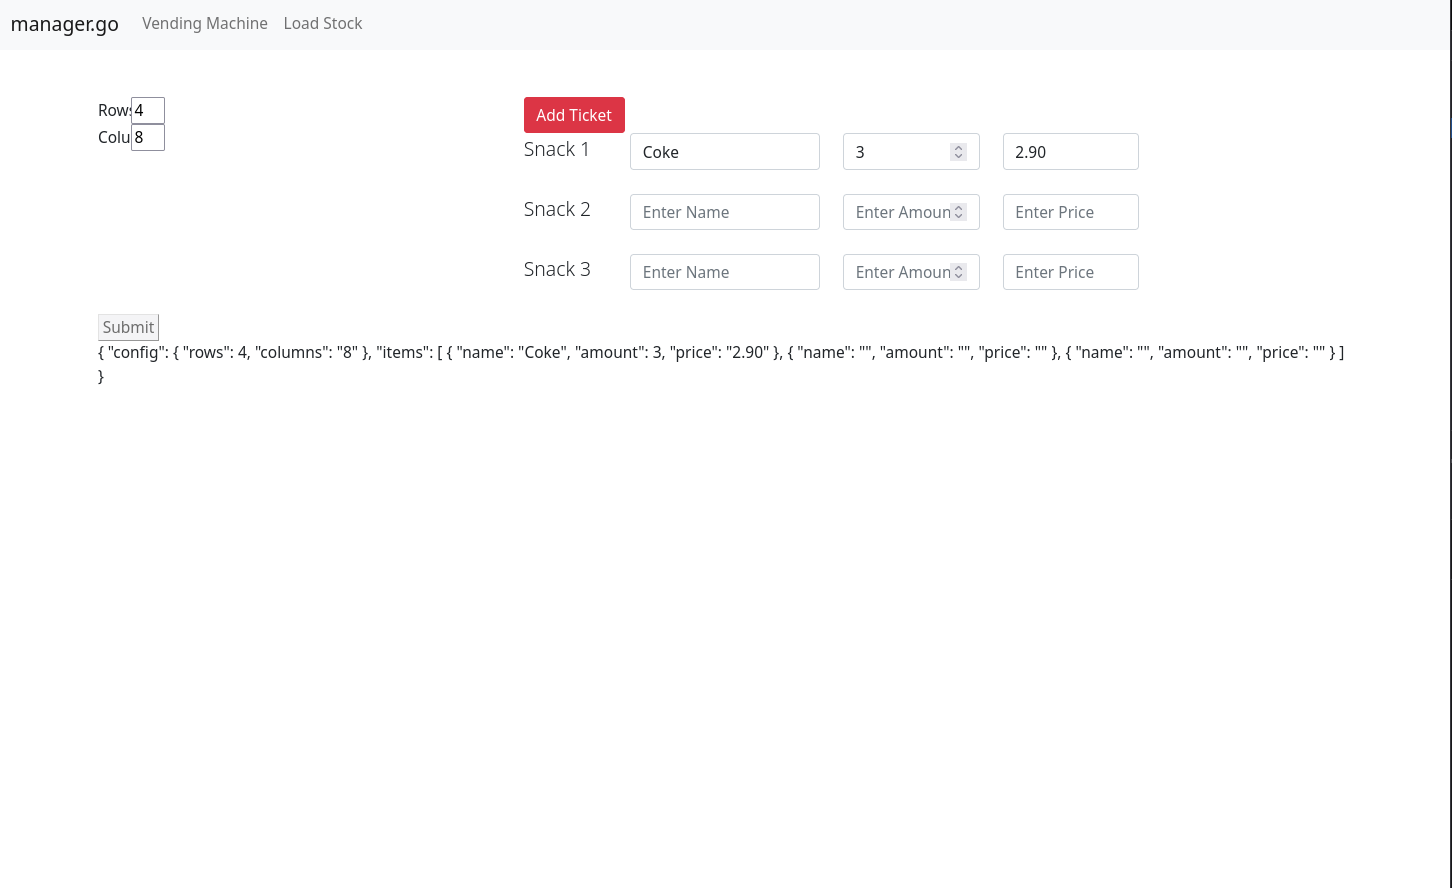 manager.go Vending Machine Load Stock
Rows 4
Colu 8
Add Ticket
Snack 1 Coke 3 2.90
Snack 2 Enter Name Enter Amoun Enter Price
Snack 3 Enter Name Enter Amoun Enter Price
Submit
{ "config": { "rows": 4, "columns": "8" }, "items": [ { "name": "Coke", "amount": 3, "price": "2.90" }, { "name": "", "amount": "", "price": "" }, { "name": "", "amount": "", "price": "" } ]
}